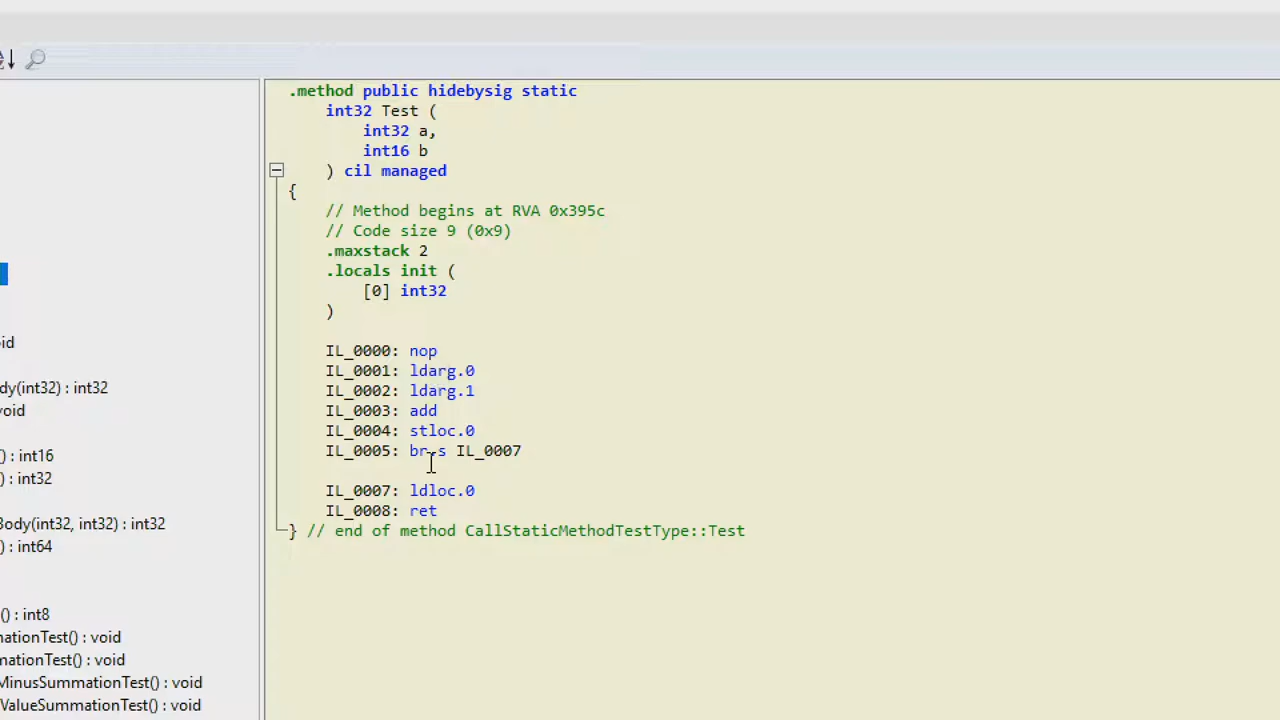 .method public hidebysig static
int32 Test (
int32 a,
int16 b
) cil managed
{
// Method begins at RVA 0x395c
// Code size 9 (0x9)
.maxstack 2
.locals init (
[0] int32
)
IL_0000: nop
IL_0001: ldarg.0
IL_0002: ldarg.1
IL_0003: add
IL_0004: stloc.0
IL_0005: br.s IL_0007
IL_0007: ldloc.0
IL_0008: ret
} // end of method CallStaticMethodTestType::Test
oid
dy(int32) : int32
void
) : int16
) : int32
Body(int32, int32) : int32
) : int64
() : int8
mationTest() : void
mationTest() : void
MinusSummationTest() : void
ValueSummationTest() : void